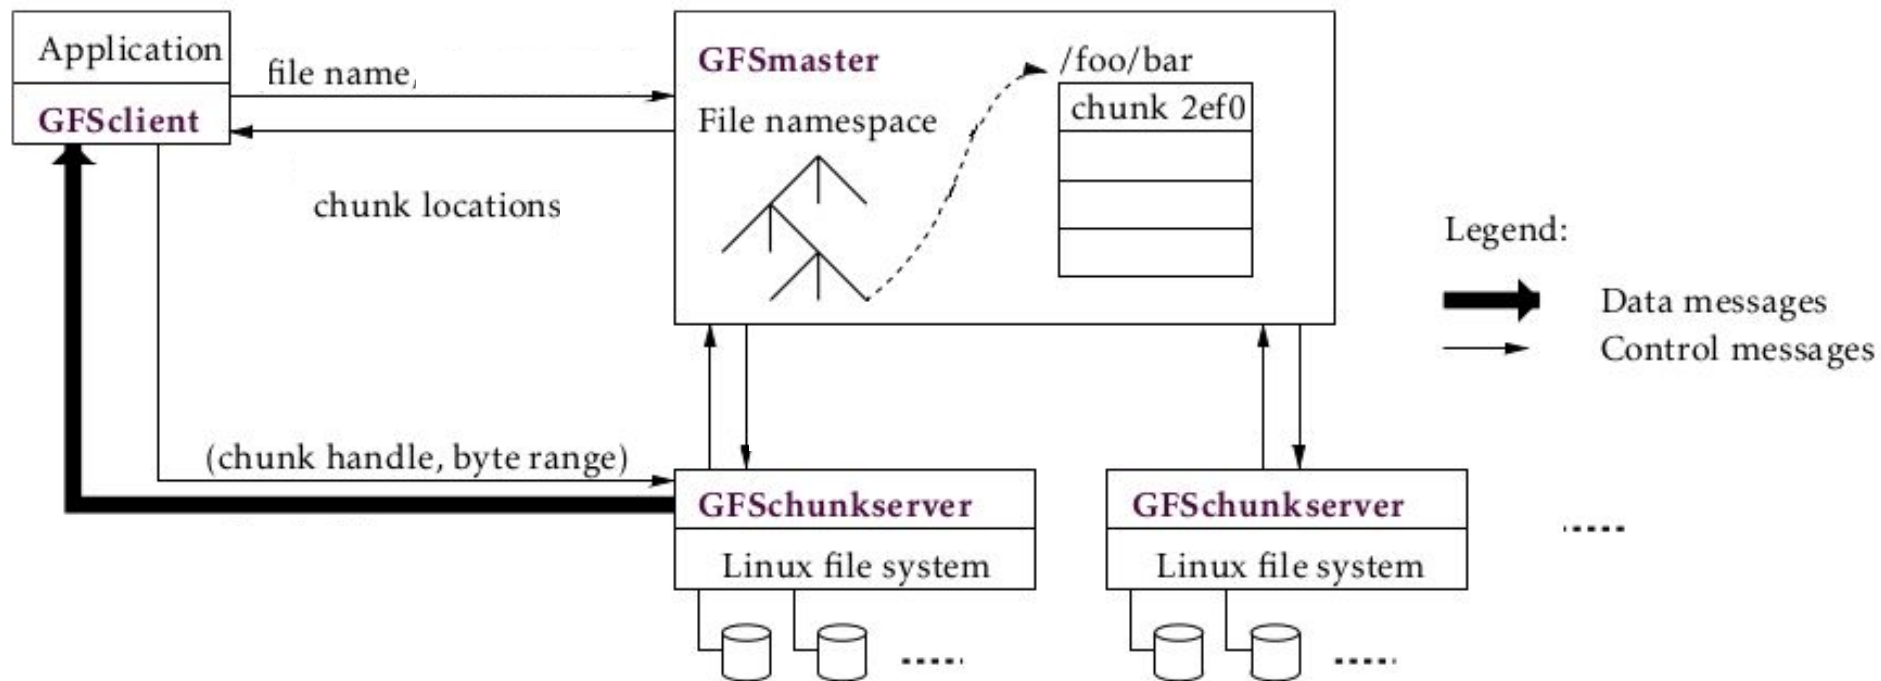 Application
GFSclient
file name,
chunk locations
GFSmaster
File namespace
/foo/bar
chunk 2ef0
Legend:
Data messages
Control messages
(chunk handle, byte range)
GFSchunkserver
Linux file system
GFSchunkserver
Linux file system